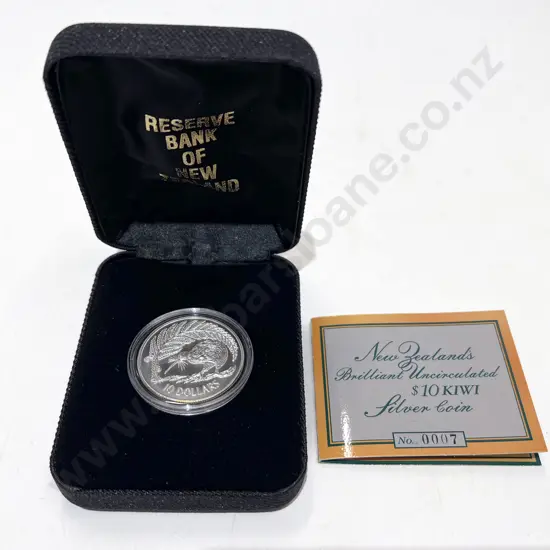 RESERVE
BANK
OF
NEW
ZEALAND
10 DOLLARS
New Zealands
Brilliant Uncirculated
$10 KIWI
Silver Coin
No. 0007